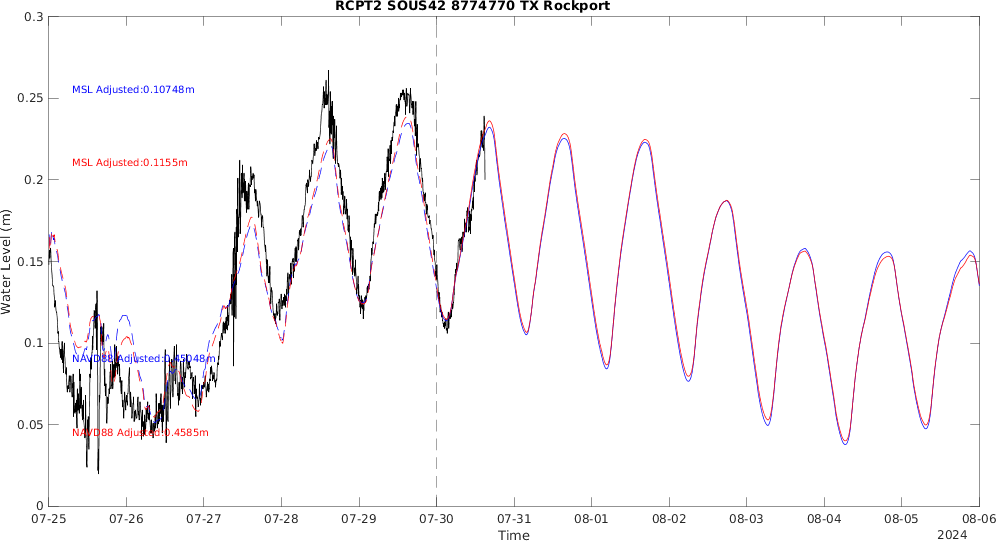 RCPT2 SOUS42 8774770 TX Rockport
0.3
0.25
0.2
0.15
0.1
0.05
0
Water Level (m)
MSL Adjusted:0.10748m
MSL Adjusted:0.1155m
NAVD88 Adjusted:0.45048m
NAVD88 Adjusted:0.4585m
07-25 07-26 07-27 07-28 07-29 07-30 07-31 08-01 08-02 08-03 08-04 08-05 08-06
Time
2024